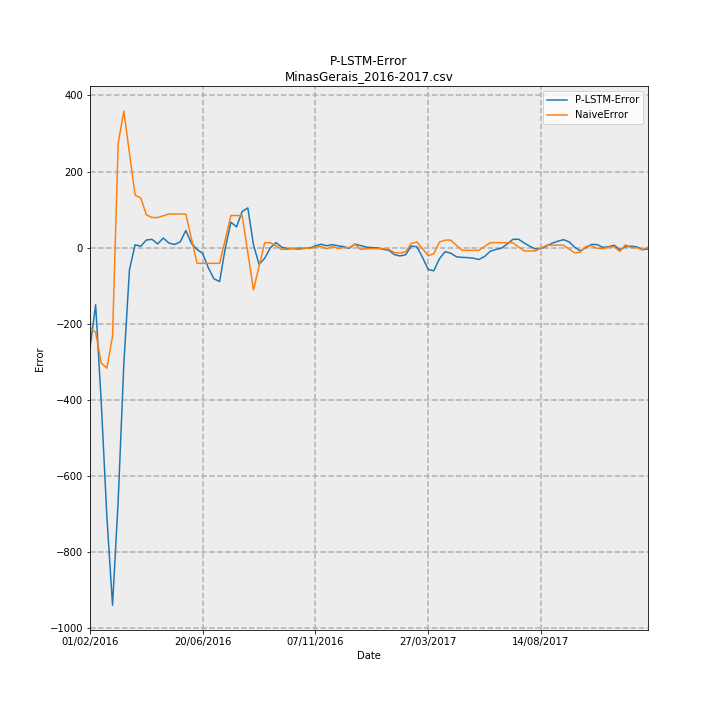 P-LSTM-Error
MinasGerais_2016-2017.csv
P-LSTM-Error
NaiveError
400
200
0
−200
−400
−600
−800
−1000
Error
01/02/2016
20/06/2016
07/11/2016
27/03/2017
14/08/2017
Date